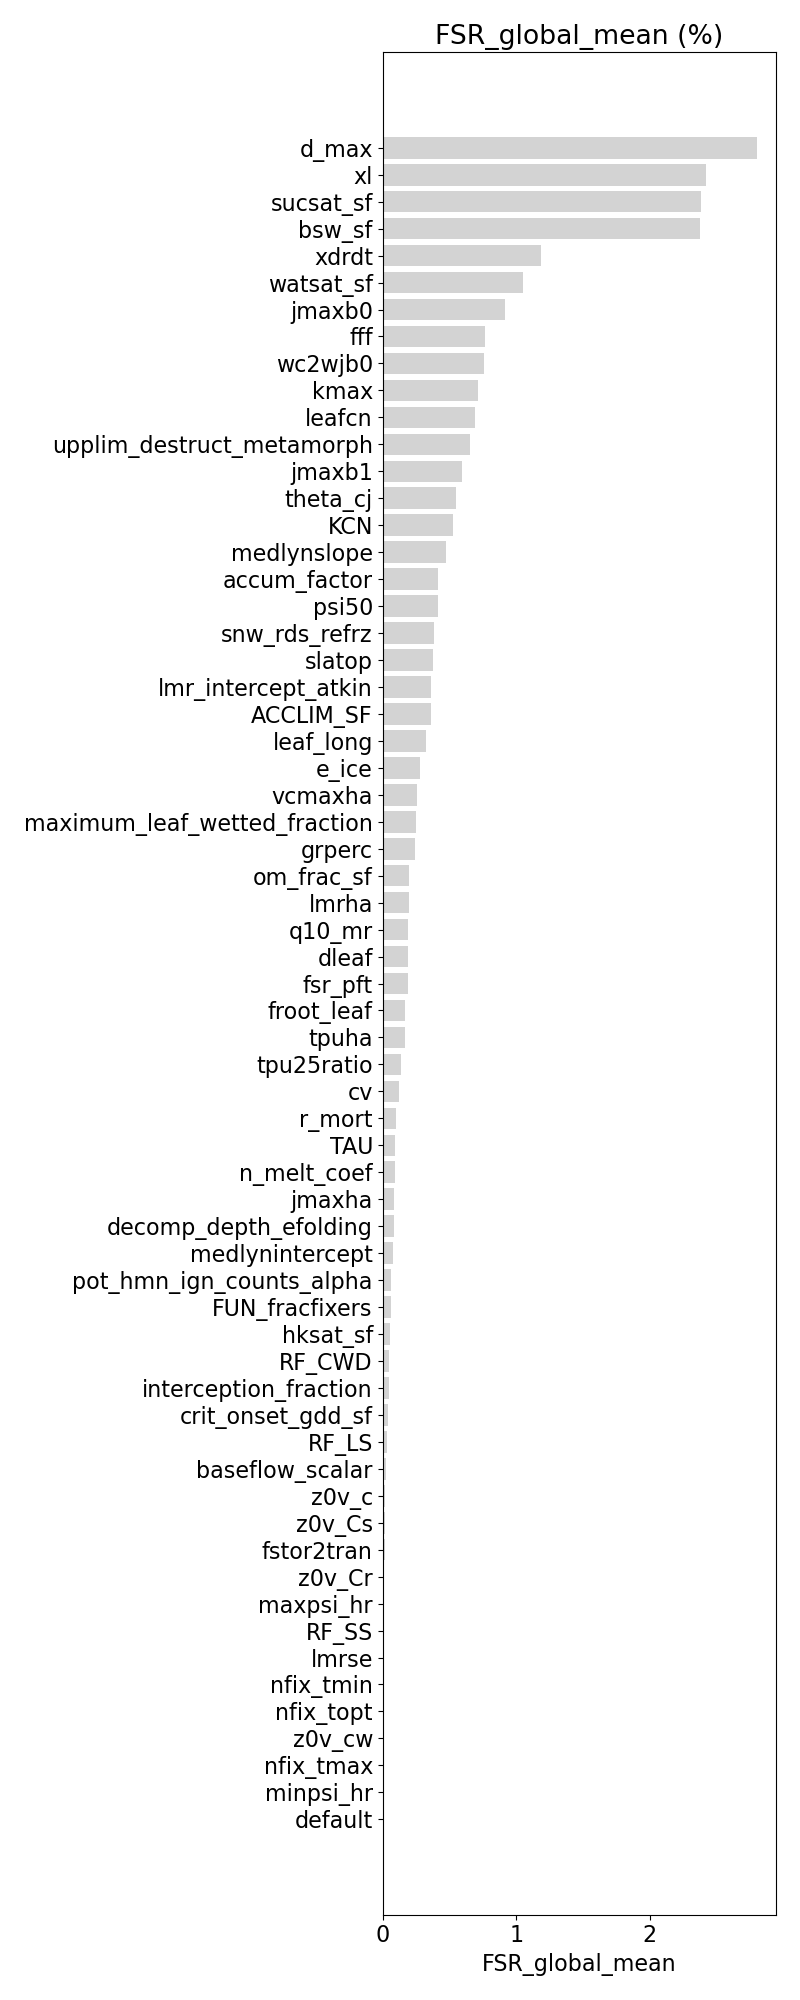 FSR_global_mean (%)
d_max
xl
sucsat_sf
bsw_sf
xdrdt
watsat_sf
jmaxb0
fff
wc2wjb0
kmax
leafcn
upplim_destruct_metamorph
jmaxb1
theta_cj
KCN
medlynslope
accum_factor
psi50
snw_rds_refrz
slatop
lmr_intercept_atkin
ACCLIM_SF
leaf_long
e_ice
vcmaxha
maximum_leaf_wetted_fraction
grperc
om_frac_sf
lmrha
q10_mr
dleaf
fsr_pft
froot_leaf
tpuha
tpu25ratio
cv
r_mort
TAU
n_melt_coef
jmaxha
decomp_depth_efolding
medlynintercept
pot_hmn_ign_counts_alpha
FUN_fracfixers
hksat_sf
RF_CWD
interception_fraction
crit_onset_gdd_sf
RF_LS
baseflow_scalar
z0v_c
z0v_Cs
fstor2tran
z0v_Cr
maxpsi_hr
RF_SS
lmrse
nfix_tmin
nfix_topt
z0v_cw
nfix_tmax
minpsi_hr
default
0 1 2
FSR_global_mean